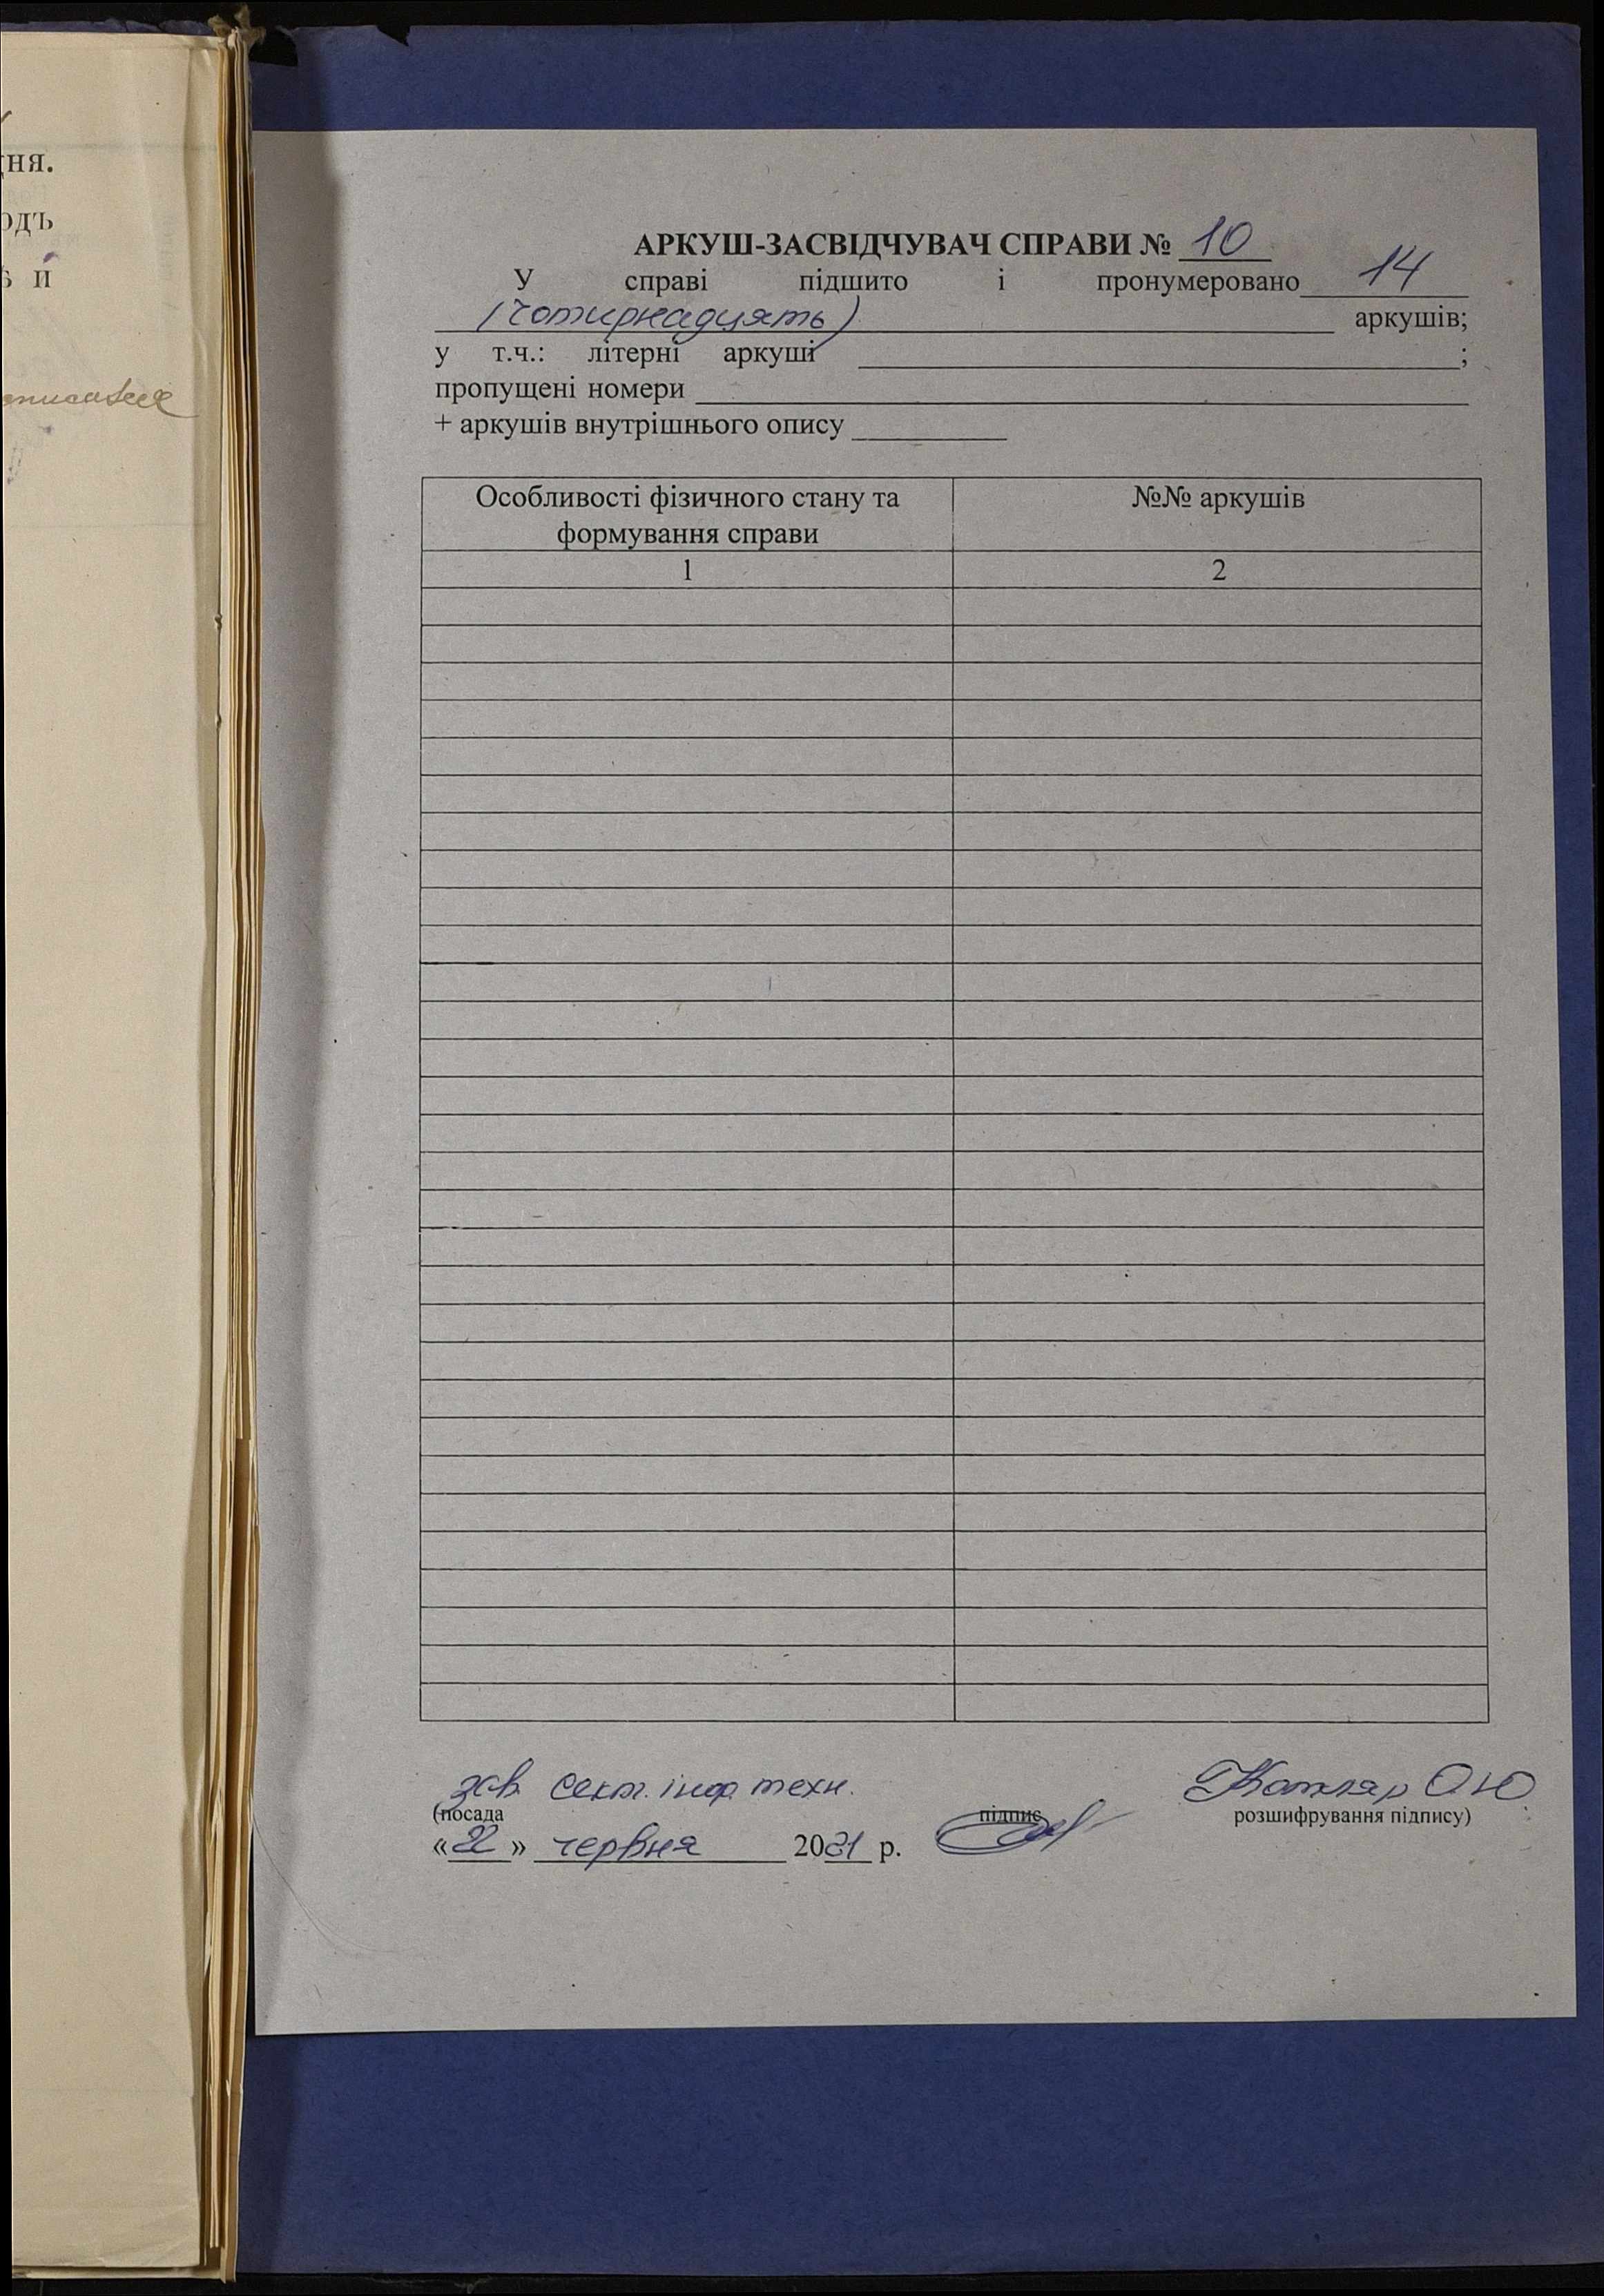 дня.
одъ
ѣ и
АРКУШ-ЗАСВІДЧУВАЧ СПРАВИ № 10
У справі підшито і пронумеровано 14
(чотирнадцять) аркушів;
у т.ч.: літерні аркуші ;
пропущені номери
+ аркушів внутрішнього опису
Особливості фізичного стану та формування справи
№№ аркушів
1
2
зав. сект. інф. техн. Котляр О.Ю
(посада підпис розшифрування підпису)
«22» червня 2021 р.